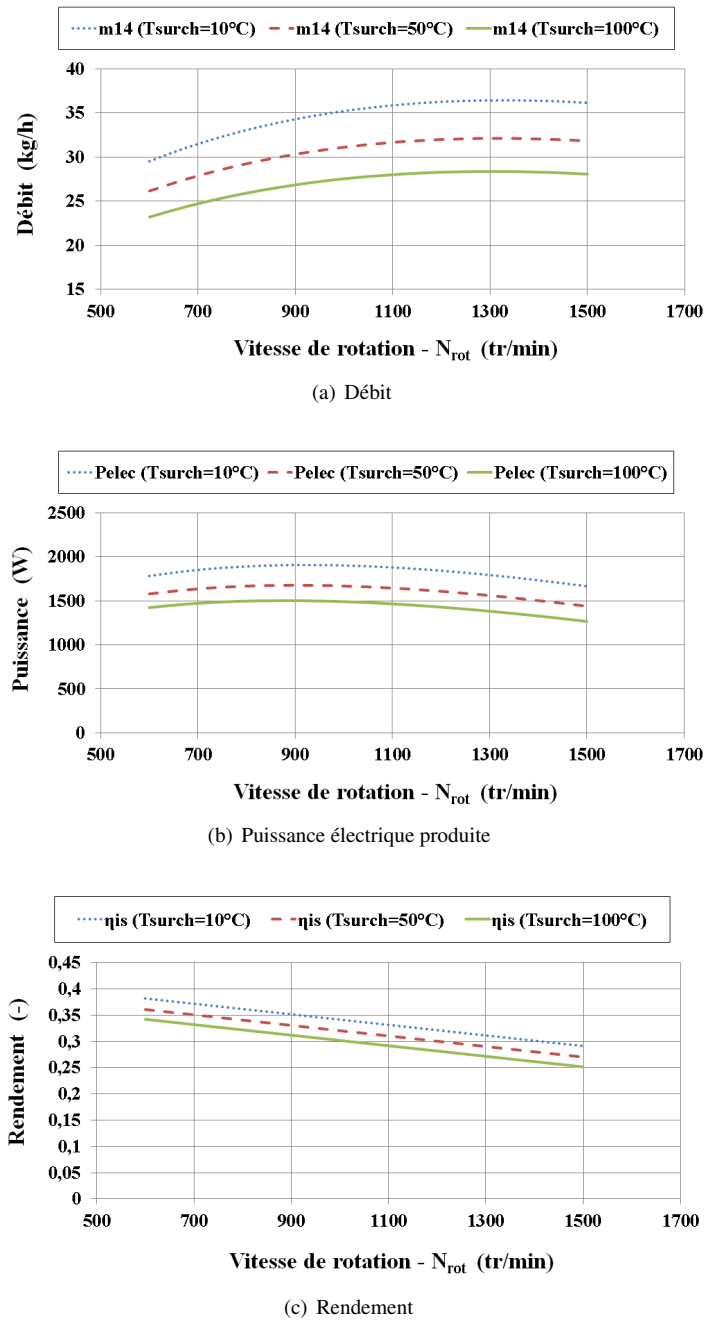 m14 (Tsurch=10°C) m14 (Tsurch=50°C) m14 (Tsurch=100°C)
40
35
30
25
20
15
Débit (kg/h)
500 700 900 1100 1300 1500 1700
Vitesse de rotation - Nrot (tr/min)
(a) Débit
Pelec (Tsurch=10°C) Pelec (Tsurch=50°C) Pelec (Tsurch=100°C)
2500
2000
1500
1000
500
0
Puissance (W)
500 700 900 1100 1300 1500 1700
Vitesse de rotation - Nrot (tr/min)
(b) Puissance électrique produite
ηis (Tsurch=10°C) ηis (Tsurch=50°C) ηis (Tsurch=100°C)
0,45
0,4
0,35
0,3
0,25
0,2
0,15
0,1
0,05
0
Rendement (-)
500 700 900 1100 1300 1500 1700
Vitesse de rotation - Nrot (tr/min)
(c) Rendement